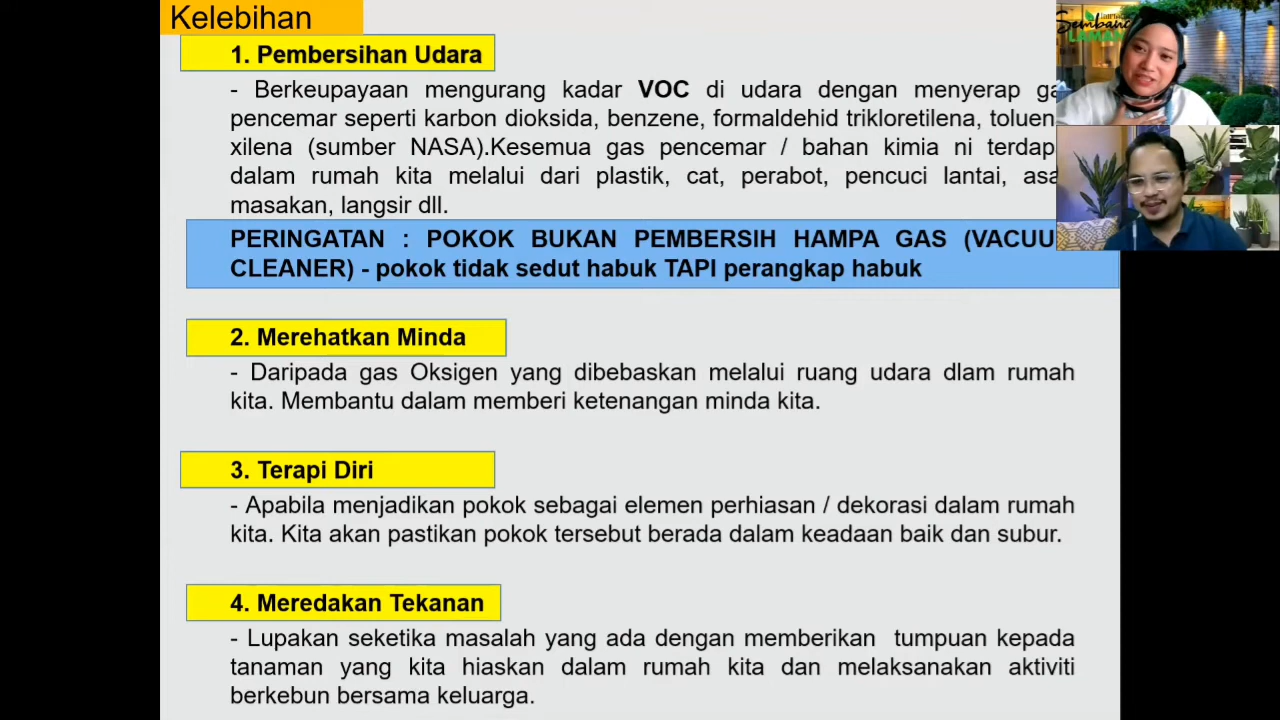 Kelebihan
1. Pembersihan Udara
- Berkeupayaan mengurang kadar VOC di udara dengan menyerap
pencemar seperti karbon dioksida, benzene, formaldehid trikloretilena,
xilena (sumber NASA).Kesemua gas pencemar / bahan kimia ni
dalam rumah kita melalui dari plastik, cat, perabot, pencuci lantai,
masakan, langsir dll.
PERINGATAN : POKOK BUKAN PEMBERSIH HAMPA GAS
CLEANER) - pokok tidak sedut habuk TAPI perangkap habuk
2. Merehatkan Minda
- Daripada gas Oksigen yang dibebaskan melalui ruang udara dlam rumah
kita. Membantu dalam memberi ketenangan minda kita.
3. Terapi Diri
- Apabila menjadikan pokok sebagai elemen perhiasan / dekorasi dalam rumah
kita. Kita akan pastikan pokok tersebut berada dalam keadaan baik dan subur.
4. Meredakan Tekanan
- Lupakan seketika masalah yang ada dengan memberikan tumpuan kepada
tanaman yang kita hiaskan dalam rumah kita dan melaksanakan aktiviti
berkebun bersama keluarga.